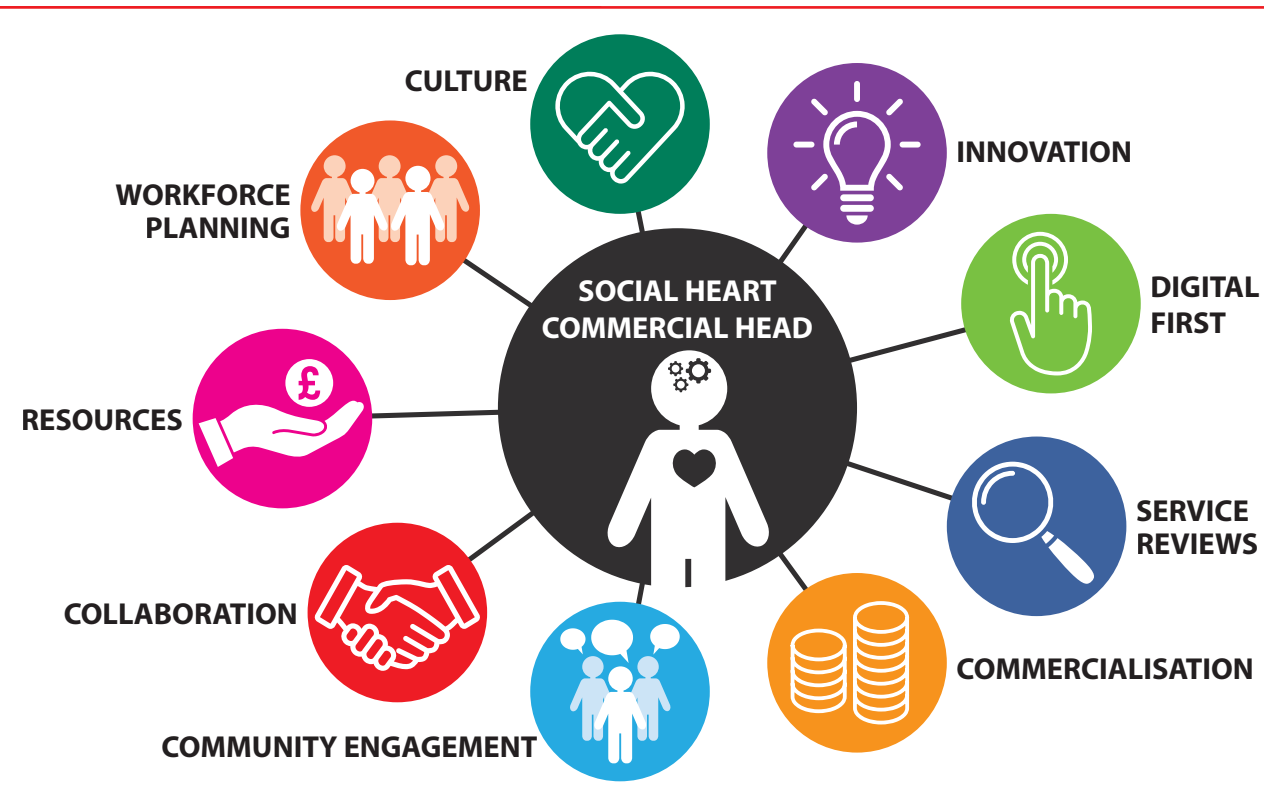 CULTURE
INNOVATION
WORKFORCE
PLANNING
DIGITAL
FIRST
SOCIAL HEART
COMMERCIAL HEAD
£
RESOURCES
SERVICE
REVIEWS
COLLABORATION
COMMERCIALISATION
COMMUNITY ENGAGEMENT